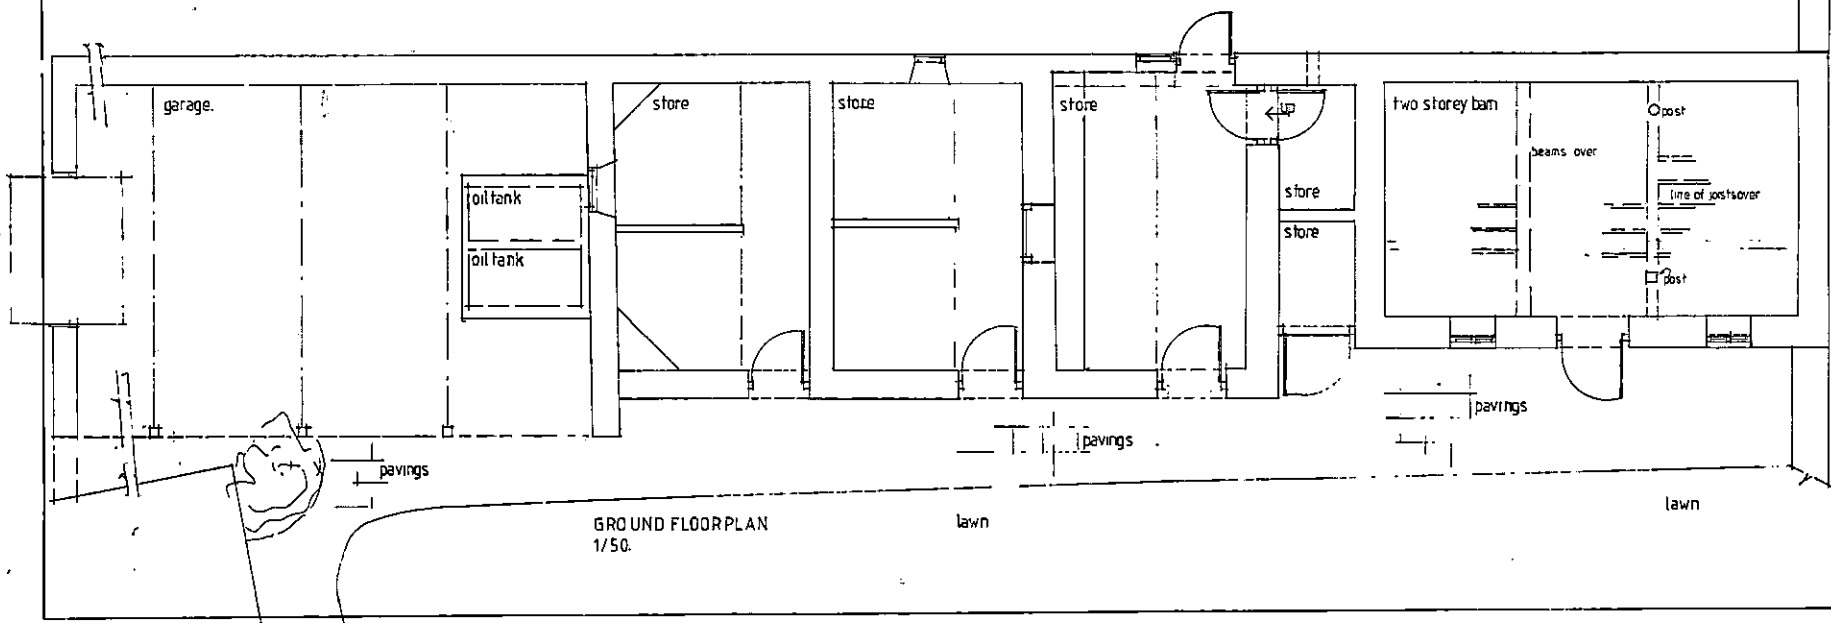 garage.
store
store
store
UP
two storey barn
post
beams over
oil tank
store
line of joists over
store
oil tank
post
pavings
pavings
pavings
lawn
GROUND FLOOR PLAN
1/50.
lawn